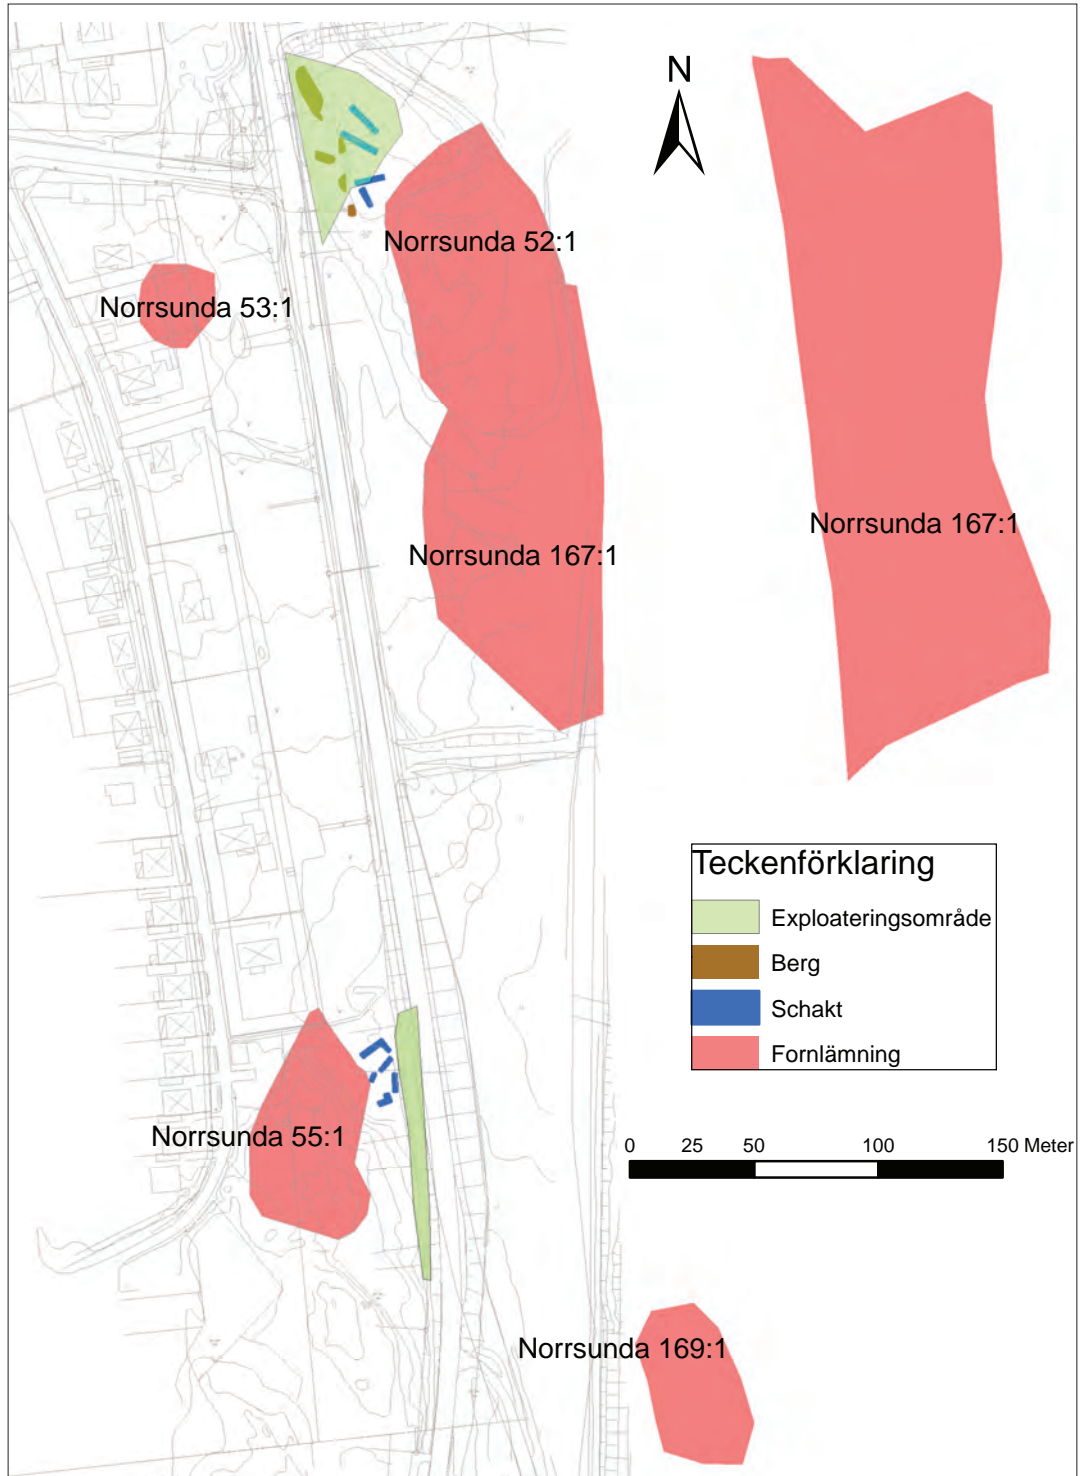 N
Norrsunda 52:1
Norrsunda 53:1
Norrsunda 167:1
Norrsunda 167:1
Teckenförklaring
Exploateringsområde
Berg
Schakt
Fornlämning
Norrsunda 55:1
0 25 50 100 150 Meter
Norrsunda 169:1